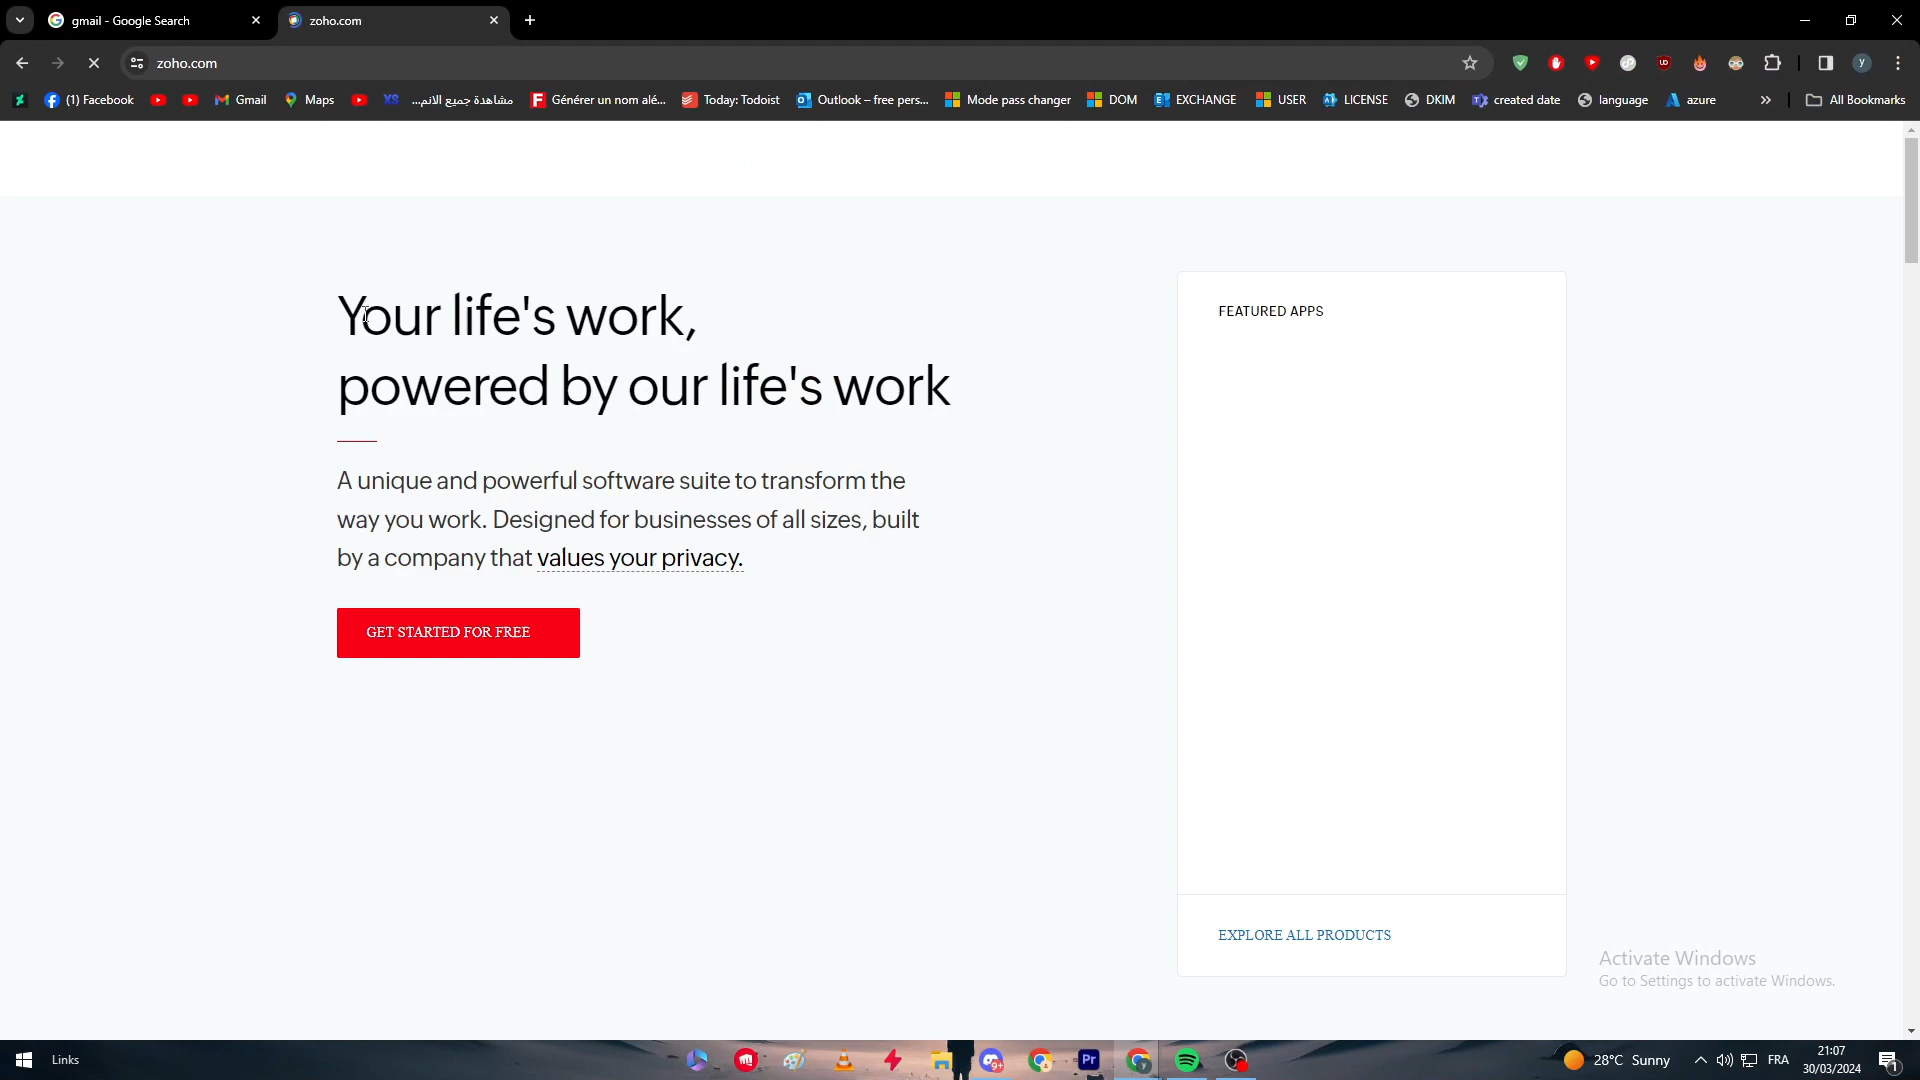 gmail - Google Search
zoho.com
zoho.com
(1) Facebook
Gmail
Maps
مشاهدة جميع الانم...
Générer un nom alé...
Today: Todoist
Outlook – free pers...
Mode pass changer
DOM
EXCHANGE
USER
LICENSE
DKIM
created date
language
azure
All Bookmarks
Your life's work,
powered by our life's work
A unique and powerful software suite to transform the
way you work. Designed for businesses of all sizes, built
by a company that values your privacy.
GET STARTED FOR FREE
FEATURED APPS
EXPLORE ALL PRODUCTS
Activate Windows
Go to Settings to activate Windows.
Links
28°C Sunny
FRA
21:07
30/03/2024